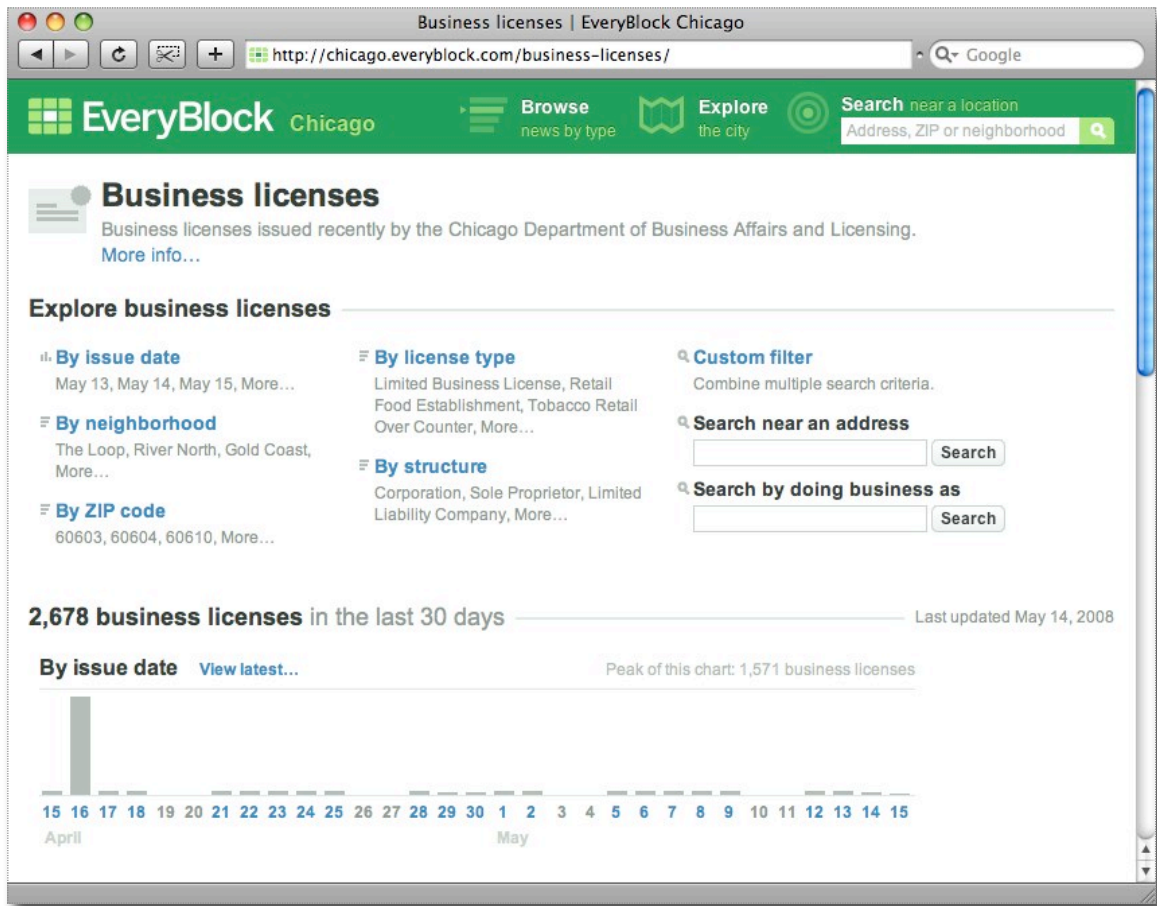 Business licenses | EveryBlock Chicago
http://chicago.everyblock.com/business-licenses/
Google
EveryBlock Chicago
Browse
news by type
Explore
the city
Search near a location
Address, ZIP or neighborhood
Business licenses
Business licenses issued recently by the Chicago Department of Business Affairs and Licensing.
More info...
Explore business licenses
By issue date
May 13, May 14, May 15, More...
By neighborhood
The Loop, River North, Gold Coast,
More...
By ZIP code
60603, 60604, 60610, More...
By license type
Limited Business License, Retail
Food Establishment, Tobacco Retail
Over Counter, More...
By structure
Corporation, Sole Proprietor, Limited
Liability Company, More...
Custom filter
Combine multiple search criteria.
Search near an address
Search
Search by doing business as
Search
2,678 business licenses in the last 30 days
Last updated May 14, 2008
By issue date View latest...
Peak of this chart: 1,571 business licenses
15 16 17 18 19 20 21 22 23 24 25 26 27 28 29 30 1 2 3 4 5 6 7 8 9 10 11 12 13 14 15
April May